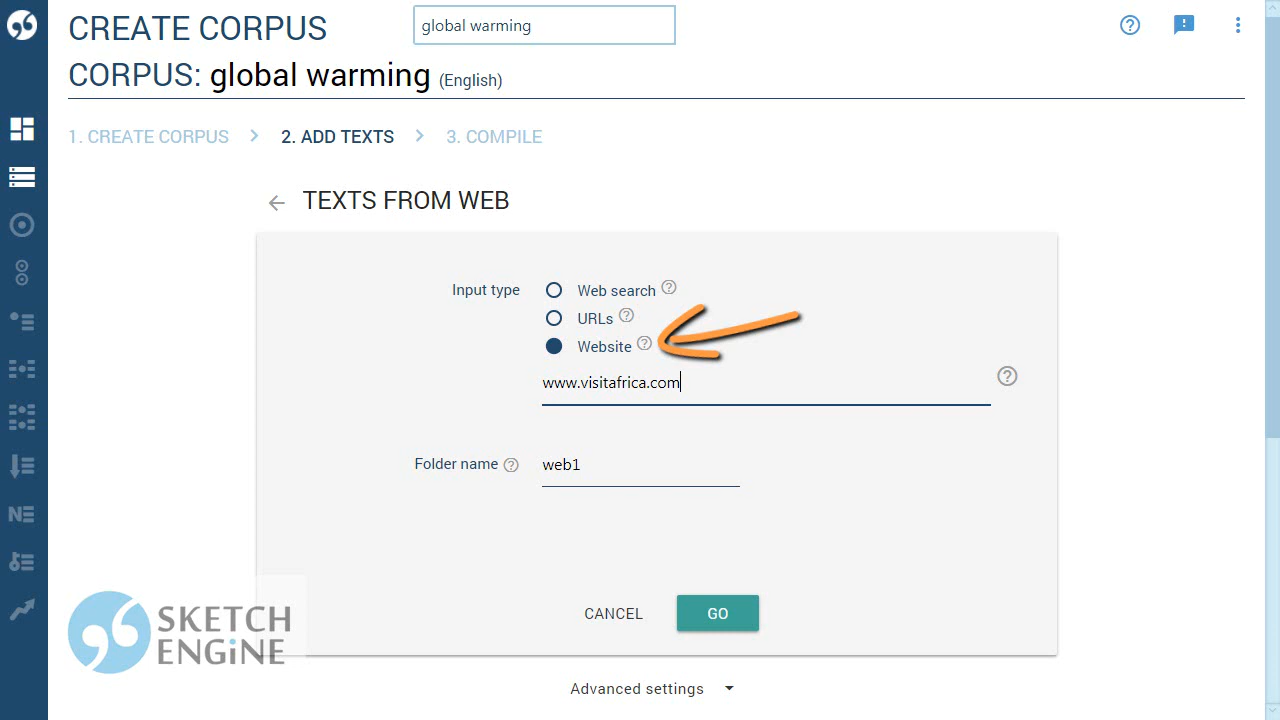 CREATE CORPUS
global warming
CORPUS: global warming (English)
1. CREATE CORPUS > 2. ADD TEXTS > 3. COMPILE
← TEXTS FROM WEB
Input type
Web search ?
URLs ?
Website ?
www.visitafrica.com ?
Folder name ? web1
CANCEL GO
SKETCH
ENGiNE
Advanced settings